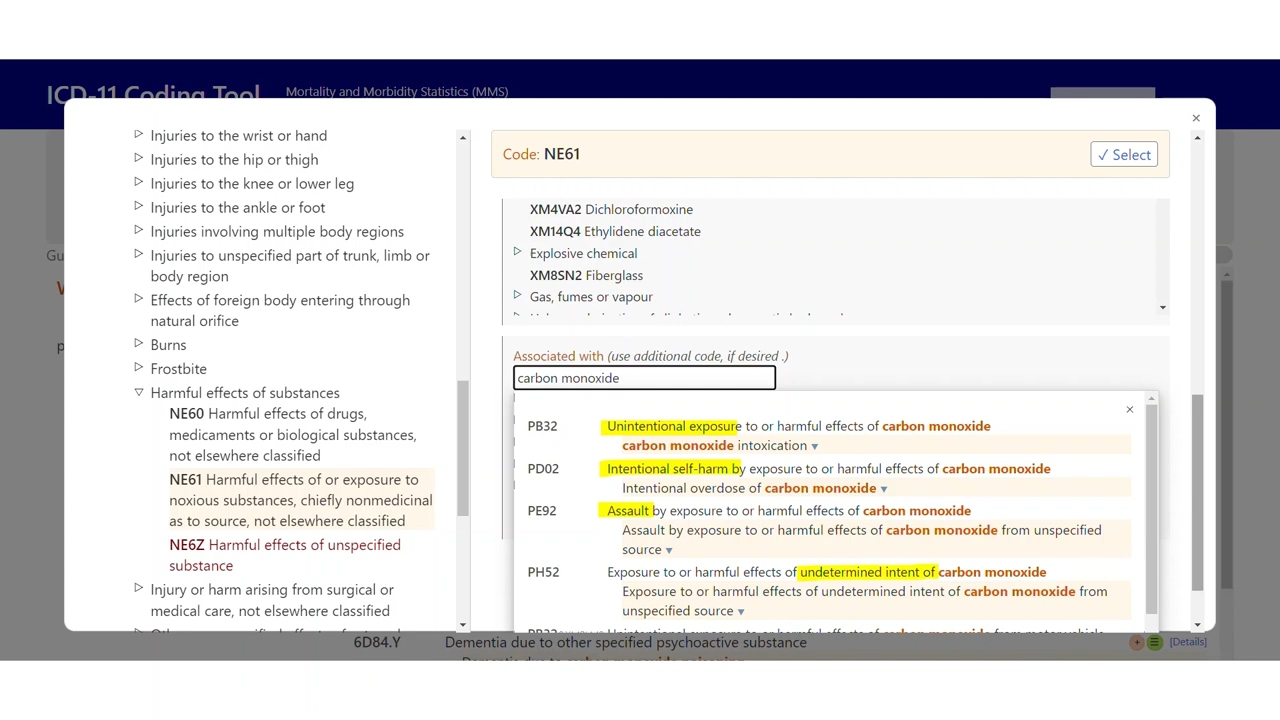 ICD-11 Coding Tool
Mortality and Morbidity Statistics (MMS)
Injuries to the wrist or hand
Injuries to the hip or thigh
Injuries to the knee or lower leg
Injuries to the ankle or foot
Injuries involving multiple body regions
Injuries to unspecified part of trunk, limb or
body region
Effects of foreign body entering through
natural orifice
Burns
Frostbite
Harmful effects of substances
NE60 Harmful effects of drugs,
medicaments or biological substances,
not elsewhere classified
NE61 Harmful effects of or exposure to
noxious substances, chiefly nonmedicinal
as to source, not elsewhere classified
NE6Z Harmful effects of unspecified
substance
Injury or harm arising from surgical or
medical care, not elsewhere classified
Code: NE61
✓ Select
XM4VA2 Dichloroformoxine
XM14Q4 Ethylidene diacetate
Explosive chemical
XM8SN2 Fiberglass
Gas, fumes or vapour
Associated with (use additional code, if desired .)
carbon monoxide
PB32 Unintentional exposure to or harmful effects of carbon monoxide
carbon monoxide intoxication
PD02 Intentional self-harm by exposure to or harmful effects of carbon monoxide
Intentional overdose of carbon monoxide
PE92 Assault by exposure to or harmful effects of carbon monoxide
Assault by exposure to or harmful effects of carbon monoxide from unspecified
source
PH52 Exposure to or harmful effects of undetermined intent of carbon monoxide
Exposure to or harmful effects of undetermined intent of carbon monoxide from
unspecified source
6D84.Y Dementia due to other specified psychoactive substance [Details]
Dementia due to carbon monoxide poisoning